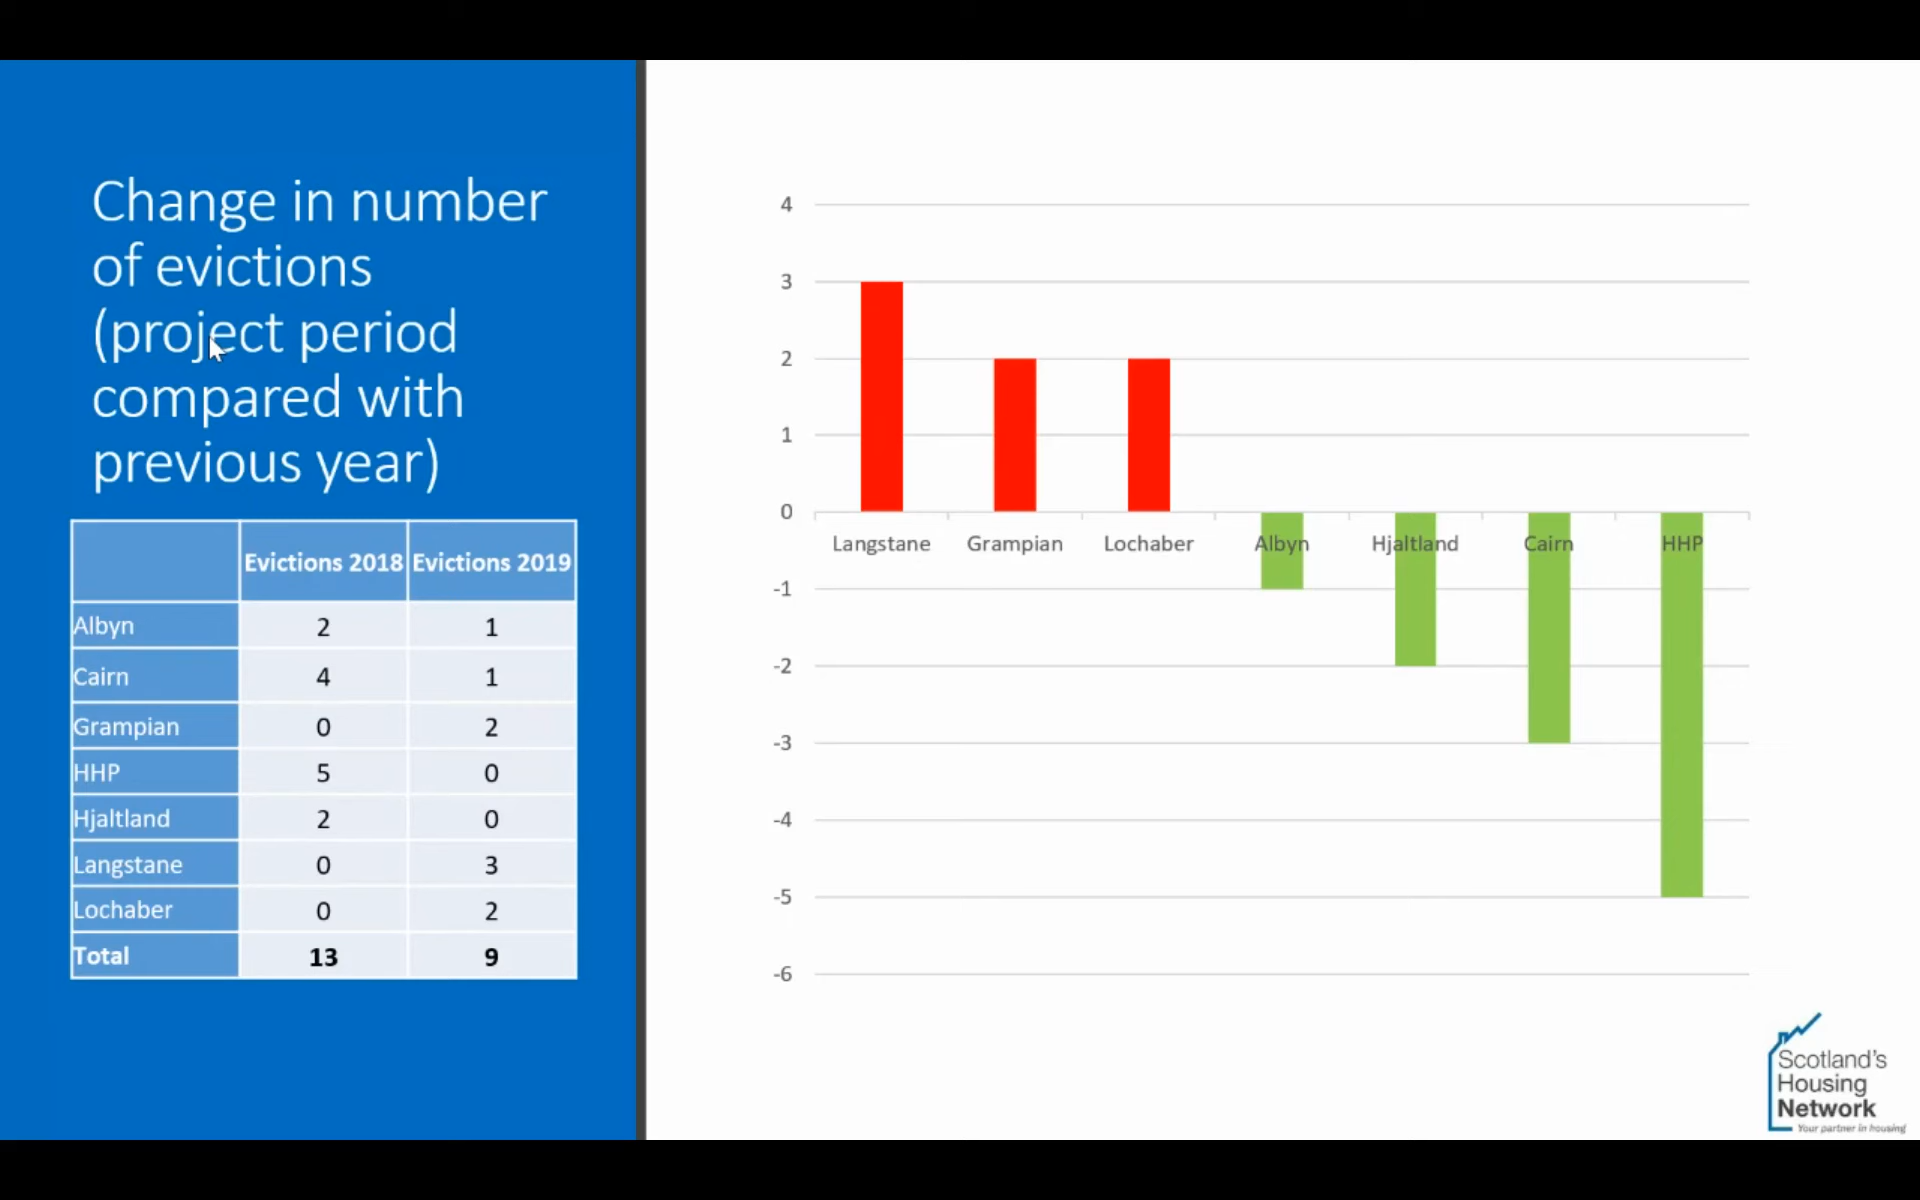 Change in number
of evictions
(project period
compared with
previous year)
Evictions 2018 Evictions 2019
Albyn 2 1
Cairn 4 1
Grampian 0 2
HHP 5 0
Hjaltland 2 0
Langstane 0 3
Lochaber 0 2
Total 13 9
4
3
2
1
0
Langstane Grampian Lochaber Albyn Hjaltland Cairn HHP
-1
-2
-3
-4
-5
-6
Scotland's
Housing
Network
Your partner in housing